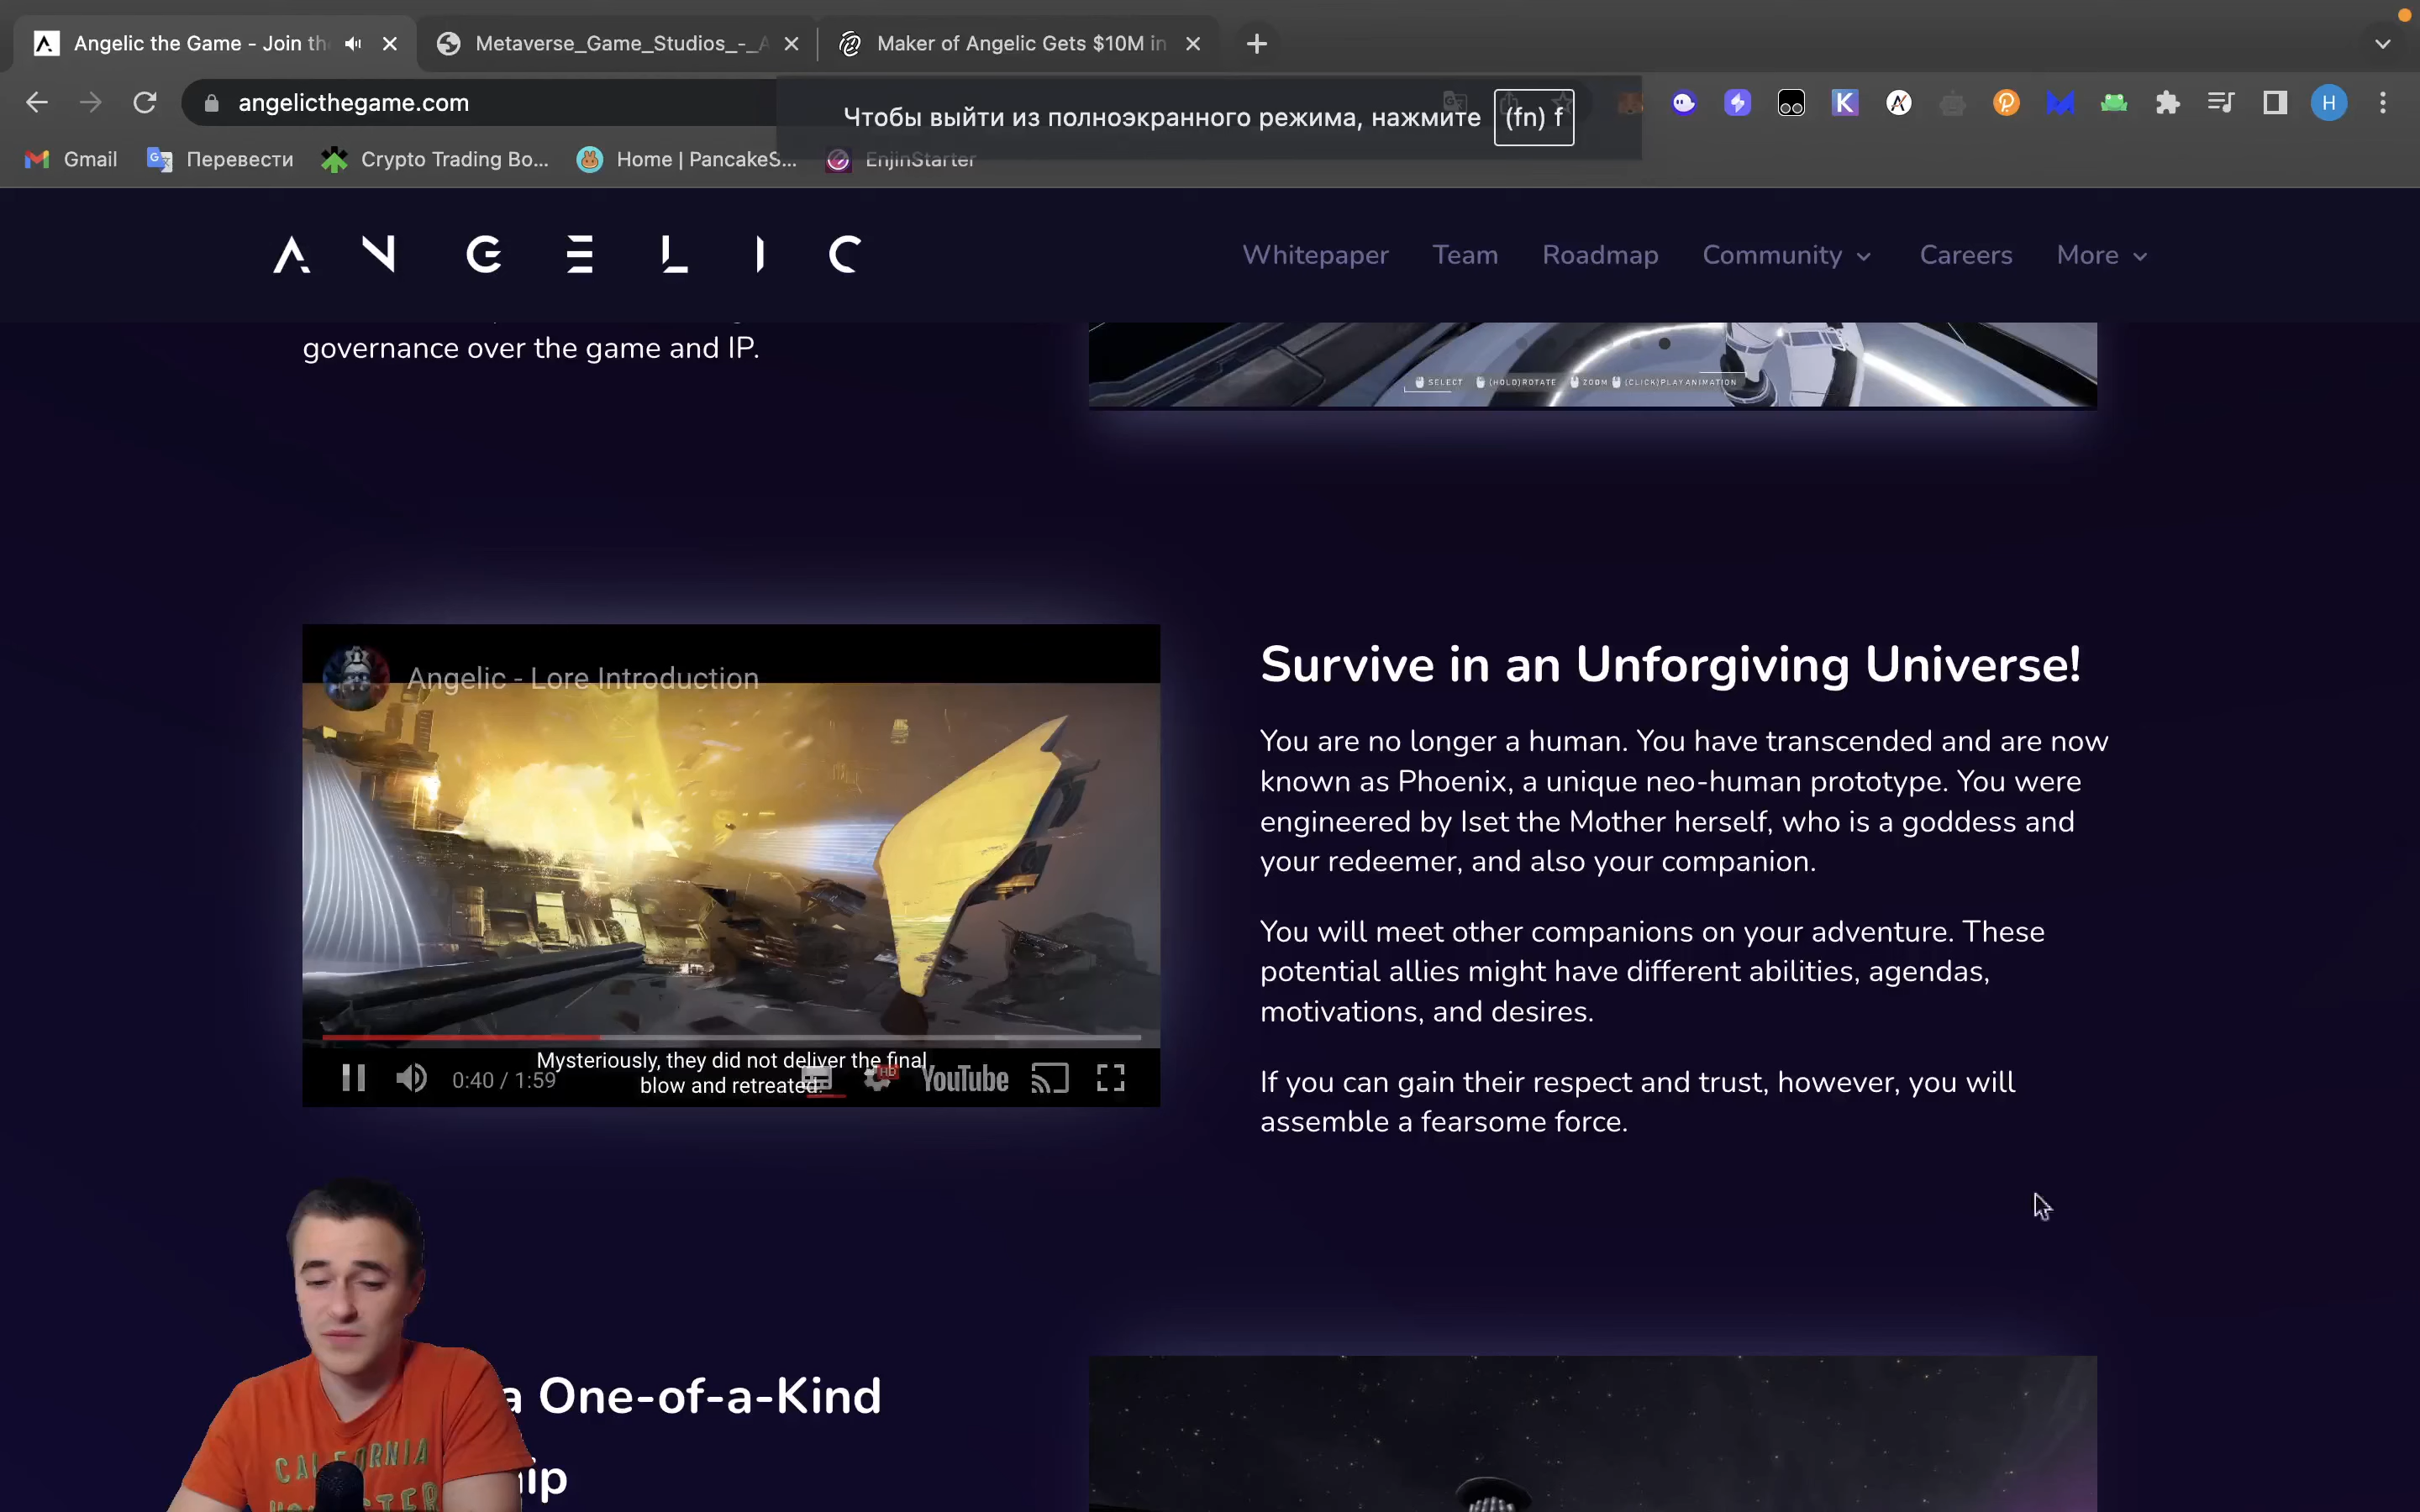 Angelic the Game - Join th
Metaverse_Game_Studios_-_A
Maker of Angelic Gets $10M in
angelicthegame.com
Чтобы выйти из полноэкранного режима, нажмите (fn) f
K
H
Gmail
Перевести
Crypto Trading Bo...
Home | PancakeS...
EnjinStarter
ANGELIC
Whitepaper
Team
Roadmap
Community
Careers
More
governance over the game and IP.
SELECT (HOLD)ROTATE ZOOM (CLICK)PLAY ANIMATION
Angelic - Lore Introduction
Mysteriously, they did not deliver the final
blow and retreated.
0:40 / 1:59
HD
YouTube
Survive in an Unforgiving Universe!
You are no longer a human. You have transcended and are now
known as Phoenix, a unique neo-human prototype. You were
engineered by Iset the Mother herself, who is a goddess and
your redeemer, and also your companion.
You will meet other companions on your adventure. These
potential allies might have different abilities, agendas,
motivations, and desires.
If you can gain their respect and trust, however, you will
assemble a fearsome force.
a One-of-a-Kind
ip
CALIFORNIA